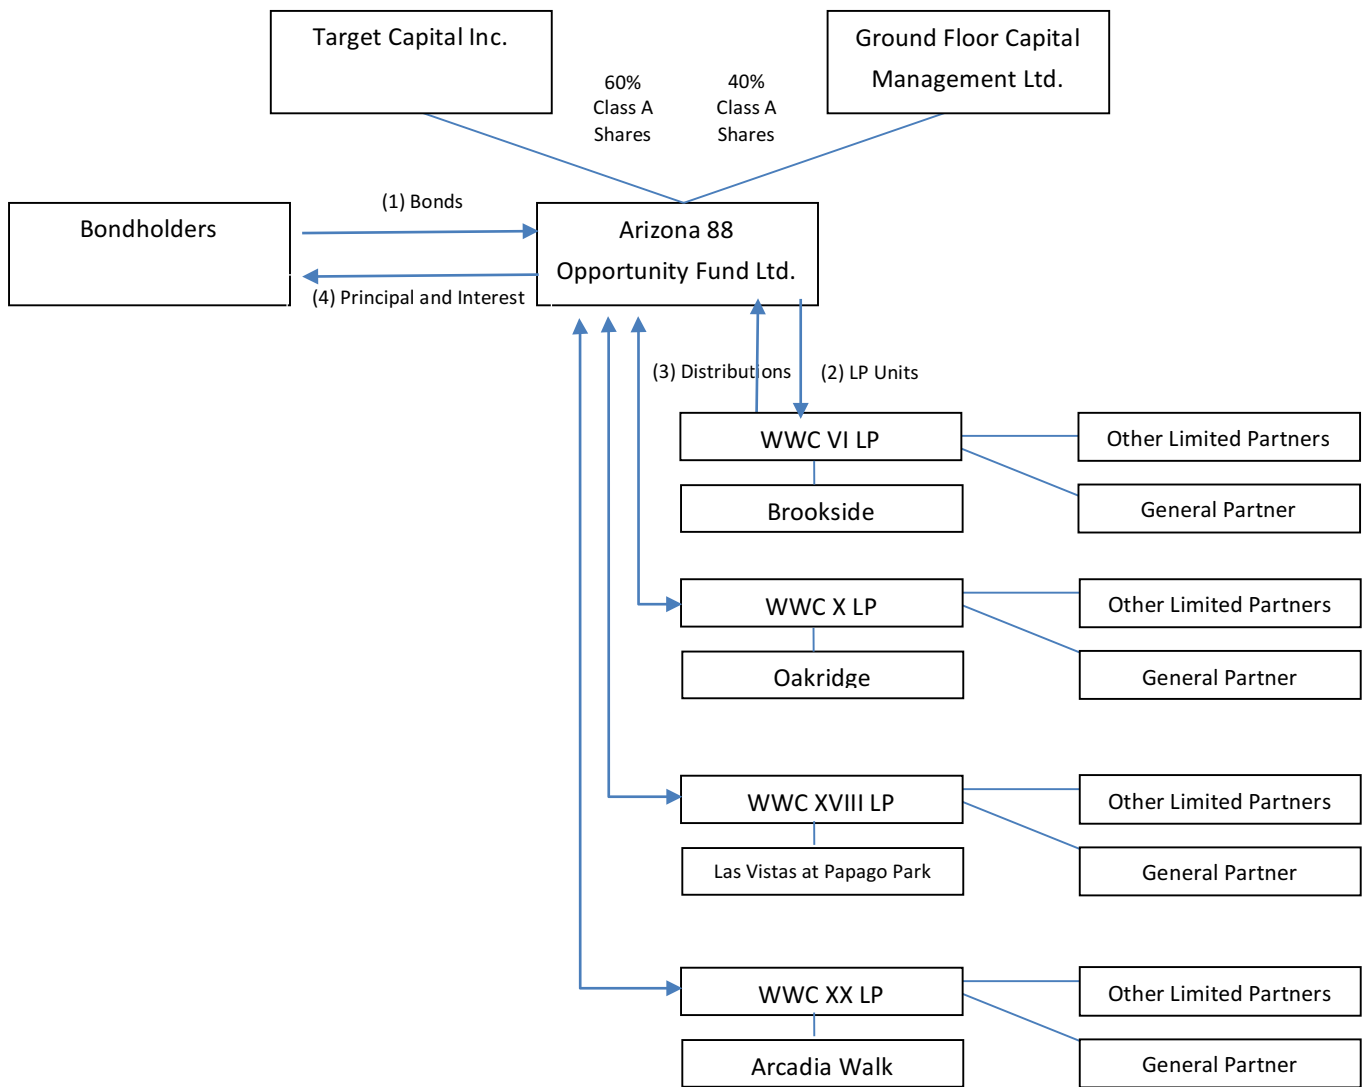 Target Capital Inc.
Ground Floor Capital
Management Ltd.
60%
Class A
Shares
40%
Class A
Shares
Bondholders
(1) Bonds
Arizona 88
Opportunity Fund Ltd.
(4) Principal and Interest
(3) Distributions
(2) LP Units
WWC VI LP
Other Limited Partners
Brookside
General Partner
WWC X LP
Other Limited Partners
Oakridge
General Partner
WWC XVIII LP
Other Limited Partners
Las Vistas at Papago Park
General Partner
WWC XX LP
Other Limited Partners
Arcadia Walk
General Partner